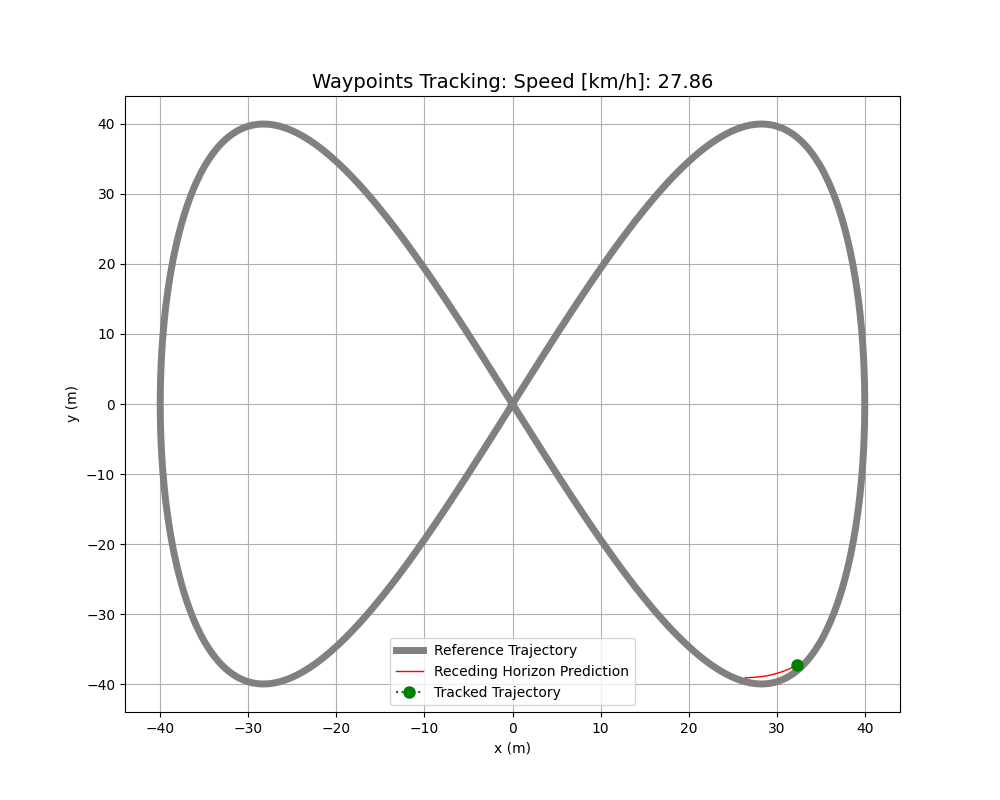 Waypoints Tracking: Speed [km/h]: 27.86
40
30
20
10
0
−10
−20
−30
−40
y (m)
Reference Trajectory
Receding Horizon Prediction
Tracked Trajectory
−40 −30 −20 −10 0 10 20 30 40
x (m)